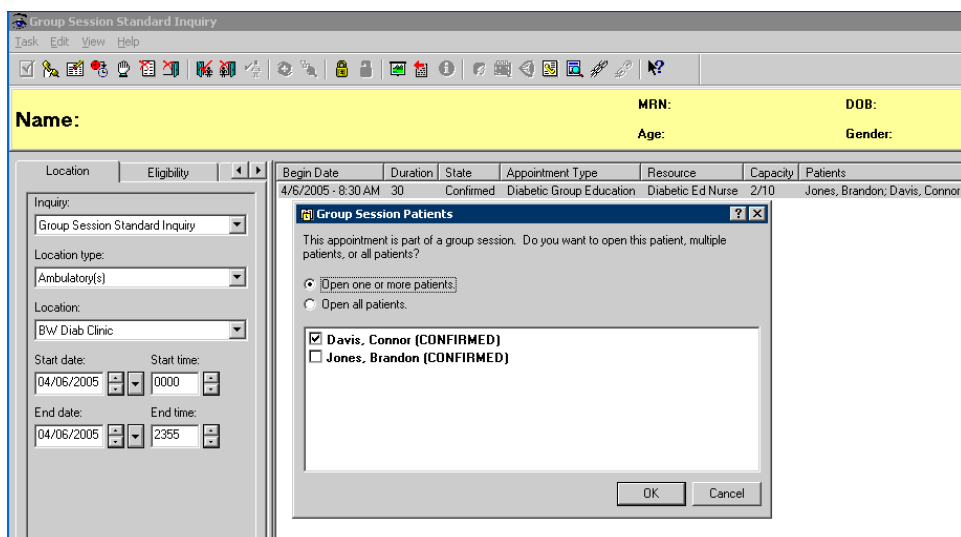 Group Session Standard Inquiry
Task Edit View Help
MRN: DOB:
Name:
Age: Gender:
Location Eligibility
Inquiry:
Group Session Standard Inquiry
Location type:
Ambulatory(s)
Location:
BW Diab Clinic
Start date: Start time:
04/06/2005 0000
End date: End time:
04/06/2005 2355
Begin Date Duration State Appointment Type Resource Capacity Patients
4/6/2005 - 8:30 AM 30 Confirmed Diabetic Group Education Diabetic Ed Nurse 2/10 Jones, Brandon; Davis, Connor
Group Session Patients
This appointment is part of a group session. Do you want to open this patient, multiple
patients, or all patients?
Open one or more patients.
Open all patients.
Davis, Connor (CONFIRMED)
Jones, Brandon (CONFIRMED)
OK Cancel